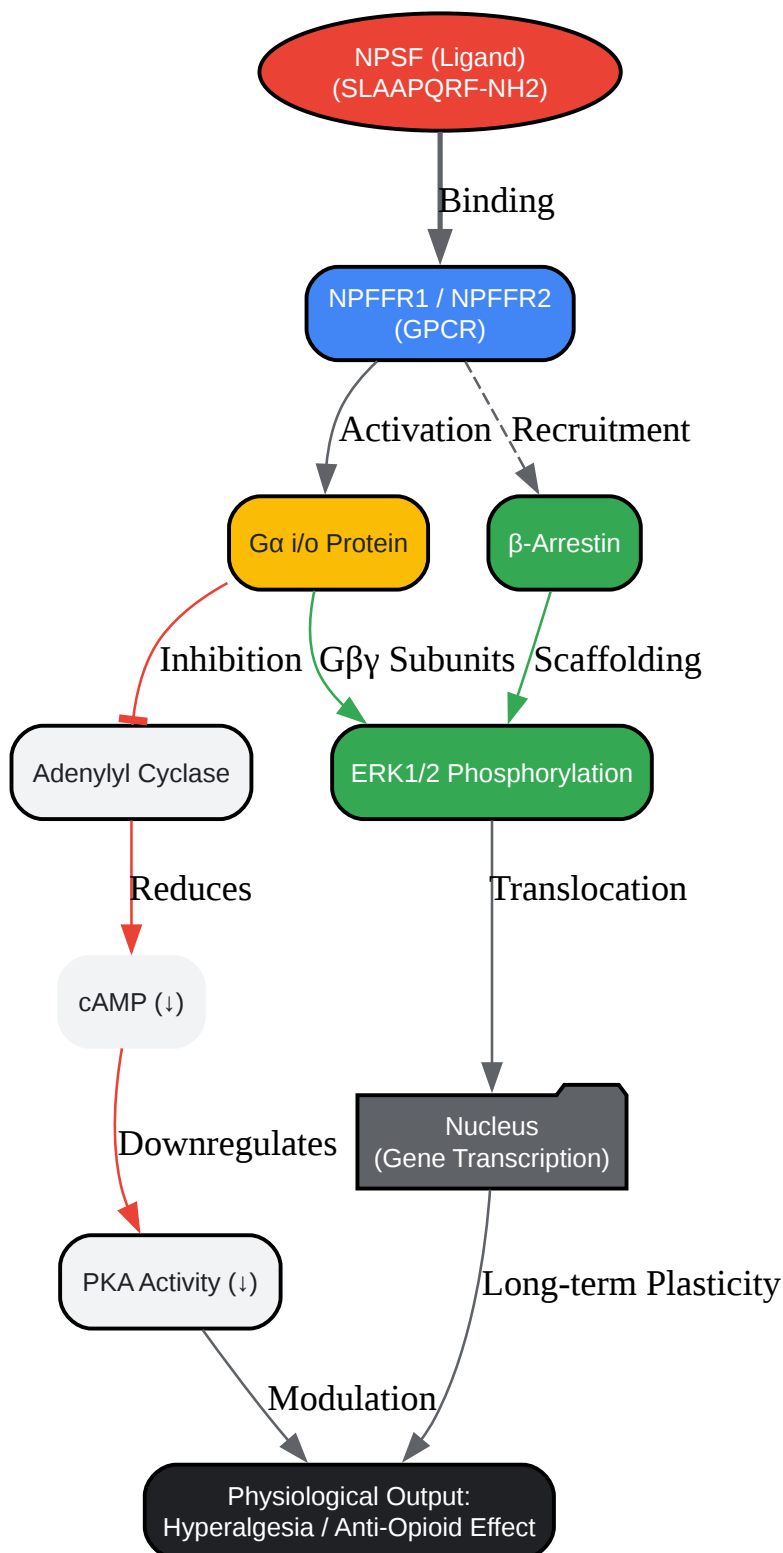 NPSF (Ligand)
(SLAAPQRF-NH2)
Binding
NPFFR1 / NPFFR2
(GPCR)
Activation
Recruitment
Gα i/o Protein
β-Arrestin
Inhibition
Gβγ Subunits
Scaffolding
Adenylyl Cyclase
ERK1/2 Phosphorylation
Reduces
Translocation
cAMP (↓)
Nucleus
(Gene Transcription)
Downregulates
PKA Activity (↓)
Long-term Plasticity
Modulation
Physiological Output:
Hyperalgesia / Anti-Opioid Effect